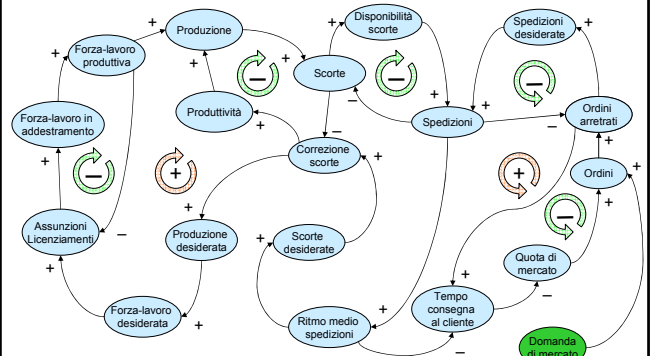 Disponibilità
scorte
Spedizioni
desiderate
Produzione
Forza-lavoro
produttiva
Scorte
Forza-lavoro in
addestramento
Produttività
Spedizioni
Ordini
arretrati
Correzione
scorte
Ordini
Assunzioni
Licenziamenti
Produzione
desiderata
Scorte
desiderate
Quota di
mercato
Forza-lavoro
desiderata
Ritmo medio
spedizioni
Tempo
consegna
al cliente
Domanda
di mercato